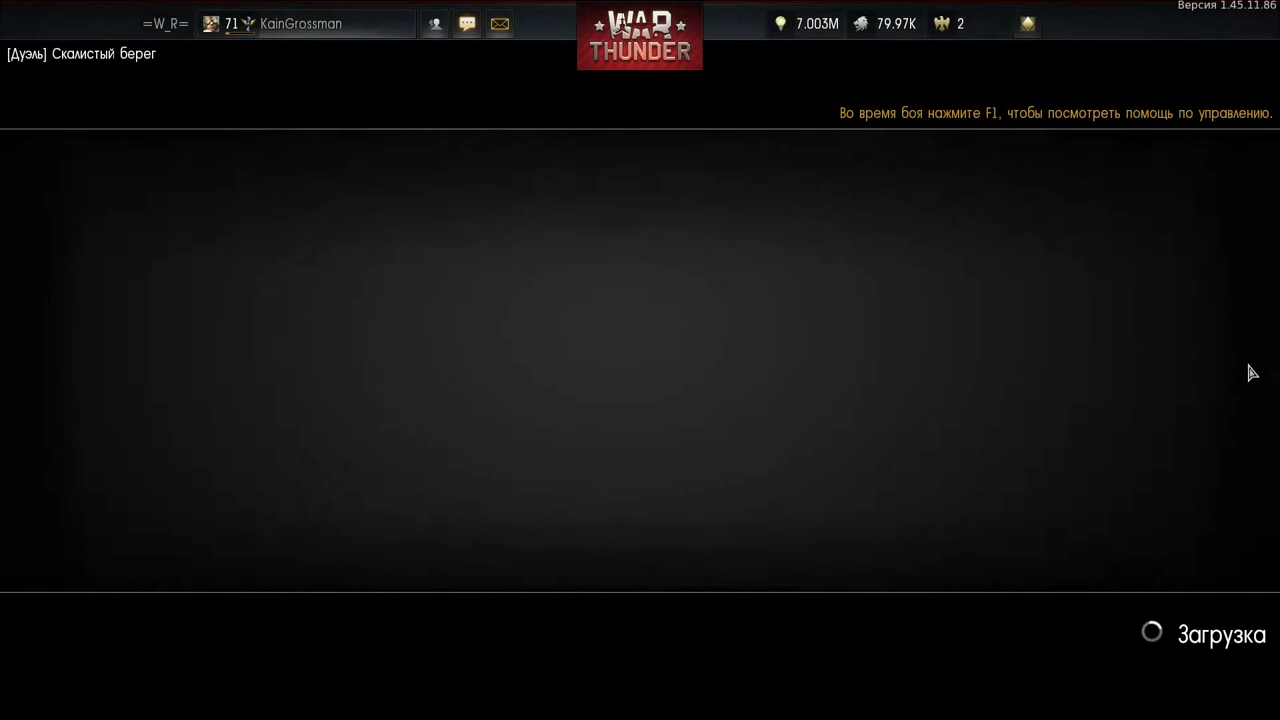 Версия 1.45.11.86
=W_R= 71 KainGrossman
WAR THUNDER
7.003M 79.97K 2
[Дуэль] Скалистый берег
Во время боя нажмите F1, чтобы посмотреть помощь по управлению.
Загрузка